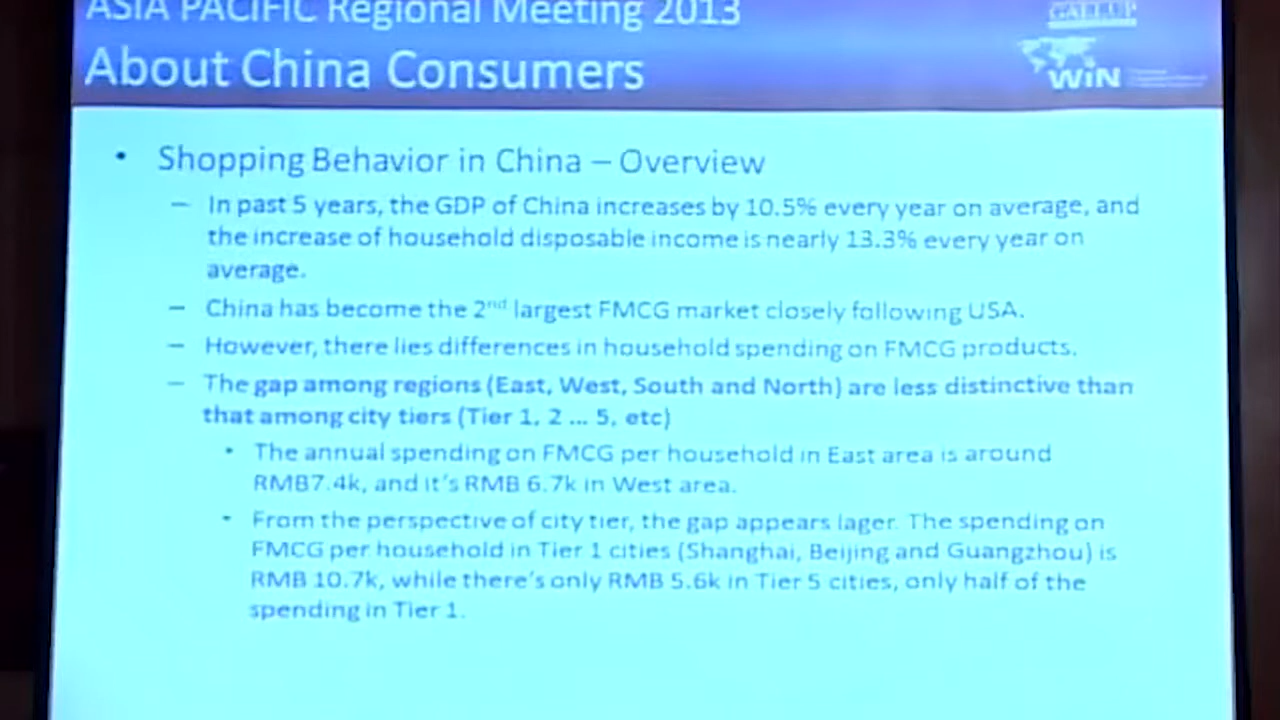 ASIA PACIFIC Regional Meeting 2013
GALLUP
About China Consumers
WiN
• Shopping Behavior in China – Overview
– In past 5 years, the GDP of China increases by 10.5% every year on average, and
the increase of household disposable income is nearly 13.3% every year on
average.
– China has become the 2nd largest FMCG market closely following USA.
– However, there lies differences in household spending on FMCG products.
– The gap among regions (East, West, South and North) are less distinctive than
that among city tiers (Tier 1, 2 ... 5, etc)
• The annual spending on FMCG per household in East area is around
RMB7.4k, and it's RMB 6.7k in West area.
• From the perspective of city tier, the gap appears lager. The spending on
FMCG per household in Tier 1 cities (Shanghai, Beijing and Guangzhou) is
RMB 10.7k, while there's only RMB 5.6k in Tier 5 cities, only half of the
spending in Tier 1.